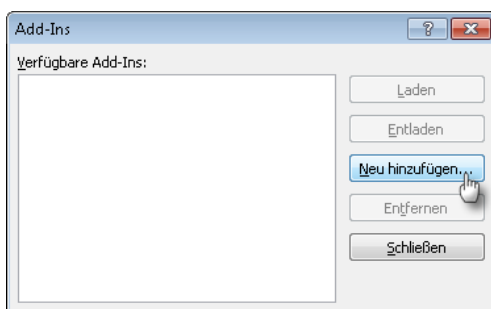 Add-Ins
Verfügbare Add-Ins:
Laden
Entladen
Neu hinzufügen...
Entfernen
Schließen